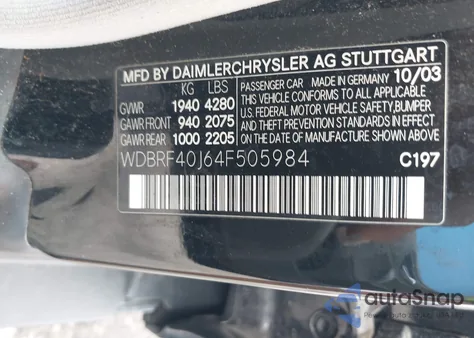 MFD BY DAIMLERCHRYSLER AG STUTTGART
KG LBS
GVWR 1940 4280
GAWR FRONT 940 2075
GAWR REAR 1000 2205
PASSENGER CAR MADE IN GERMANY 10/03
THIS VEHICLE CONFORMS TO ALL APPLICABLE
U.S. FEDERAL MOTOR VEHICLE SAFETY, BUMPER
AND THEFT PREVENTION STANDARDS IN EFFECT ON
THE DATE OF MANUFACTURE SHOWN ABOVE
WDBRF40J64F505984 C197
autoSnap